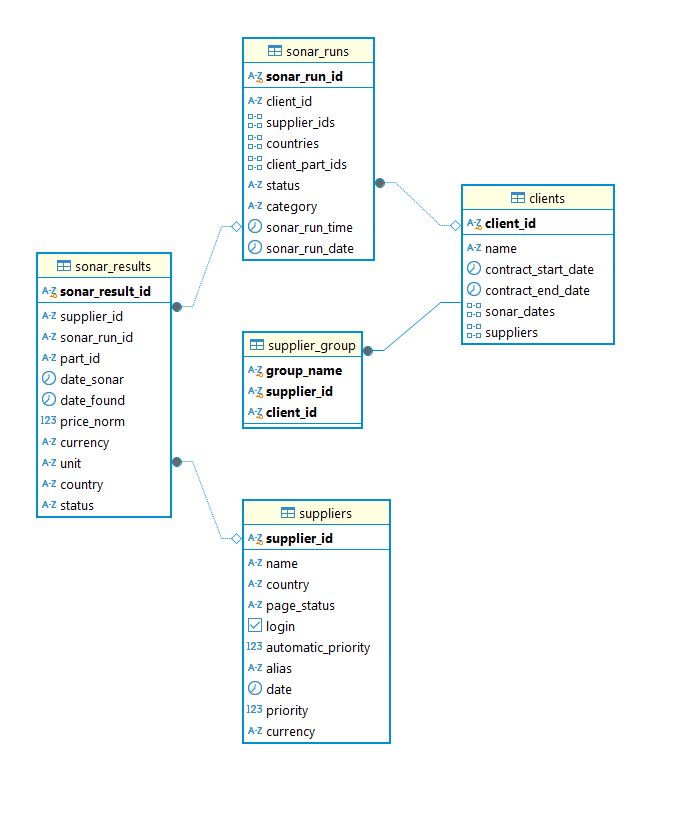 sonar_runs
A-Z sonar_run_id
A-Z client_id
supplier_ids
countries
client_part_ids
A-Z status
A-Z category
sonar_run_time
sonar_run_date
clients
A-Z client_id
A-Z name
contract_start_date
contract_end_date
sonar_dates
suppliers
sonar_results
A-Z sonar_result_id
A-Z supplier_id
A-Z sonar_run_id
A-Z part_id
date_sonar
date_found
123 price_norm
A-Z currency
A-Z unit
A-Z country
A-Z status
supplier_group
A-Z group_name
A-Z supplier_id
A-Z client_id
suppliers
A-Z supplier_id
A-Z name
A-Z country
A-Z page_status
login
123 automatic_priority
A-Z alias
date
123 priority
A-Z currency